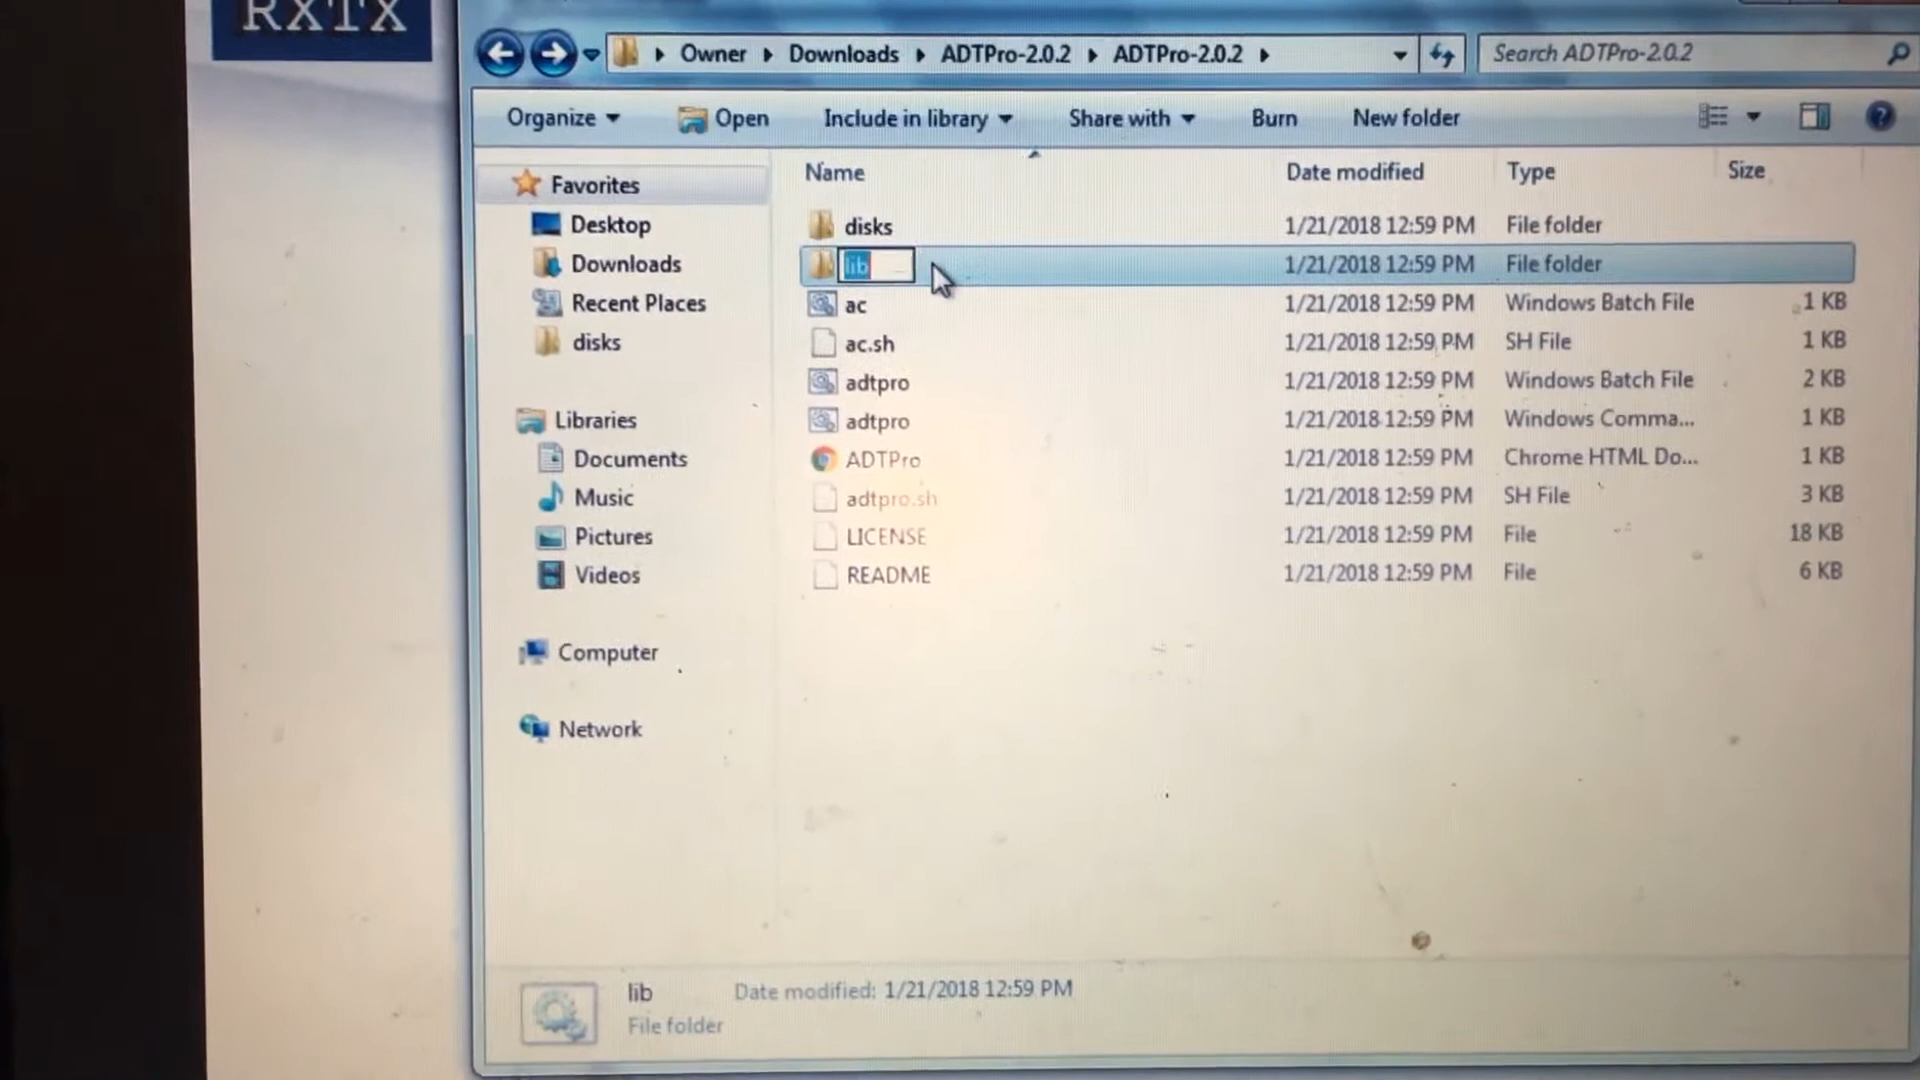 RXTX
Owner Downloads ADTPro-2.0.2 ADTPro-2.0.2
Search ADTPro-2.0.2
Organize Open Include in library Share with Burn New folder
Name Date modified Type Size
Favorites
Desktop
Downloads
Recent Places
disks
Libraries
Documents
Music
Pictures
Videos
Computer
Network
disks 1/21/2018 12:59 PM File folder
lib 1/21/2018 12:59 PM File folder
ac 1/21/2018 12:59 PM Windows Batch File 1 KB
ac.sh 1/21/2018 12:59 PM SH File 1 KB
adtpro 1/21/2018 12:59 PM Windows Batch File 2 KB
adtpro 1/21/2018 12:59 PM Windows Comma... 1 KB
ADTPro 1/21/2018 12:59 PM Chrome HTML Do... 1 KB
adtpro.sh 1/21/2018 12:59 PM SH File 3 KB
LICENSE 1/21/2018 12:59 PM File 18 KB
README 1/21/2018 12:59 PM File 6 KB
lib Date modified: 1/21/2018 12:59 PM
File folder